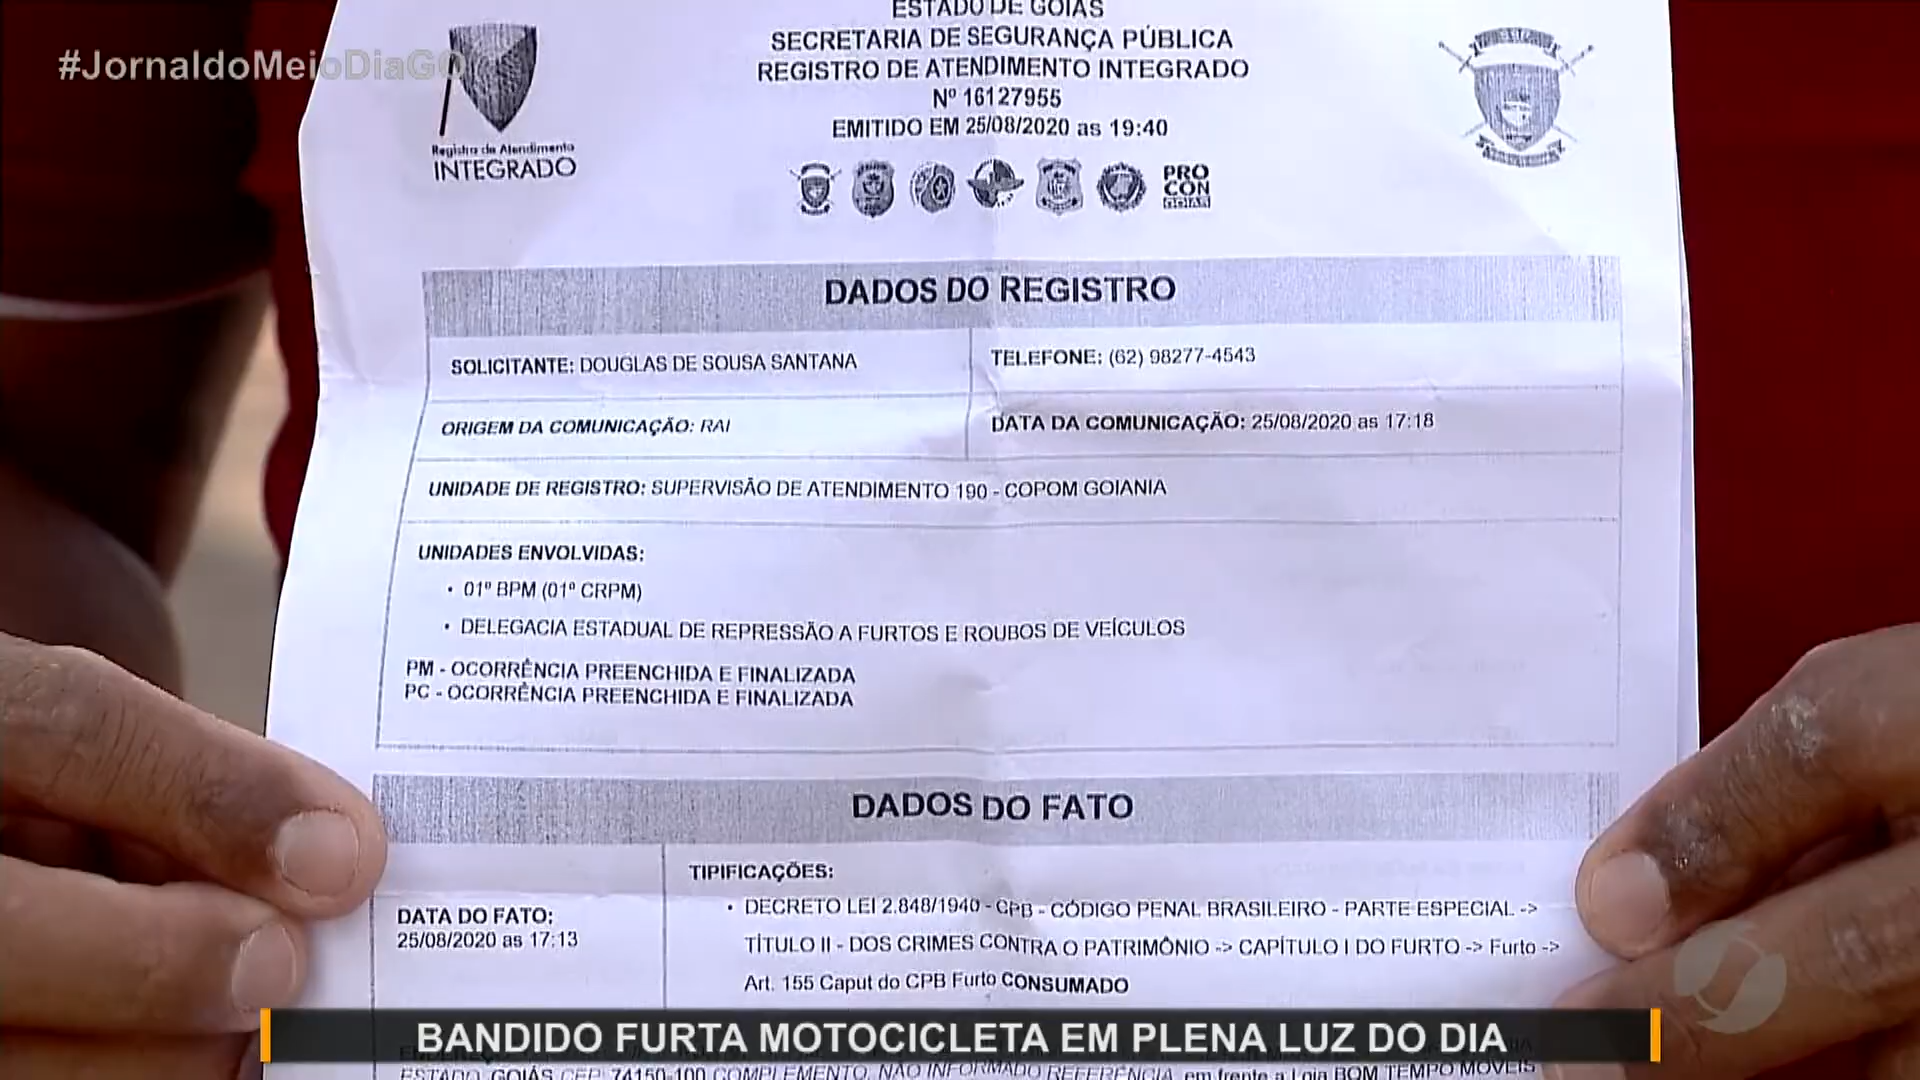 #JornaldoMeioDiaGO
ESTADO DE GOIÁS
SECRETARIA DE SEGURANÇA PÚBLICA
REGISTRO DE ATENDIMENTO INTEGRADO
Nº 16127955
EMITIDO EM 25/08/2020 as 19:40
Registro de Atendimento
INTEGRADO
PRO
CON
GOIÁS
DADOS DO REGISTRO
SOLICITANTE: DOUGLAS DE SOUSA SANTANA
TELEFONE: (62) 98277-4543
ORIGEM DA COMUNICAÇÃO: RAI
DATA DA COMUNICAÇÃO: 25/08/2020 as 17:18
UNIDADE DE REGISTRO: SUPERVISÃO DE ATENDIMENTO 190 - COPOM GOIANIA
UNIDADES ENVOLVIDAS:
• 01º BPM (01º CRPM)
• DELEGACIA ESTADUAL DE REPRESSÃO A FURTOS E ROUBOS DE VEÍCULOS
PM - OCORRÊNCIA PREENCHIDA E FINALIZADA
PC - OCORRÊNCIA PREENCHIDA E FINALIZADA
DADOS DO FATO
DATA DO FATO:
25/08/2020 as 17:13
TIPIFICAÇÕES:
• DECRETO LEI 2.848/1940 - CPB - CÓDIGO PENAL BRASILEIRO - PARTE ESPECIAL ->
TÍTULO II - DOS CRIMES CONTRA O PATRIMÔNIO -> CAPÍTULO I DO FURTO -> Furto ->
Art. 155 Caput do CPB Furto CONSUMADO
BANDIDO FURTA MOTOCICLETA EM PLENA LUZ DO DIA
ESTADO, GOIÁS CEP: 74150-100 COMPLEMENTO, NÃO INFORMADO REFERÊNCIA, em frente a Loja BOM TEMPO MÓVEIS